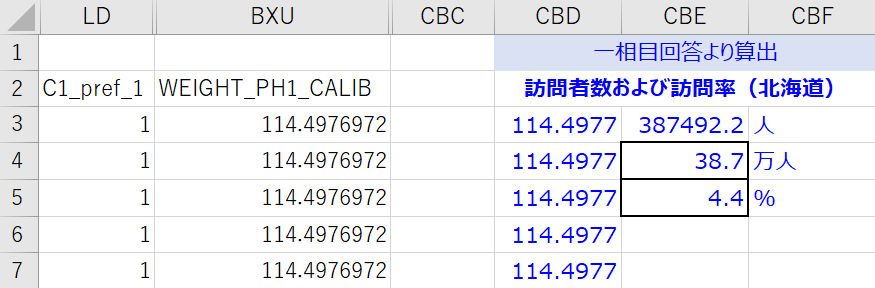 LD BXU CBC CBD CBE CBF
1 一相目回答より算出
2 C1_pref_1 WEIGHT_PH1_CALIB 訪問者数および訪問率（北海道）
3 1 114.4976972 114.4977 387492.2 人
4 1 114.4976972 114.4977 38.7 万人
5 1 114.4976972 114.4977 4.4 %
6 1 114.4976972 114.4977
7 1 114.4976972 114.4977